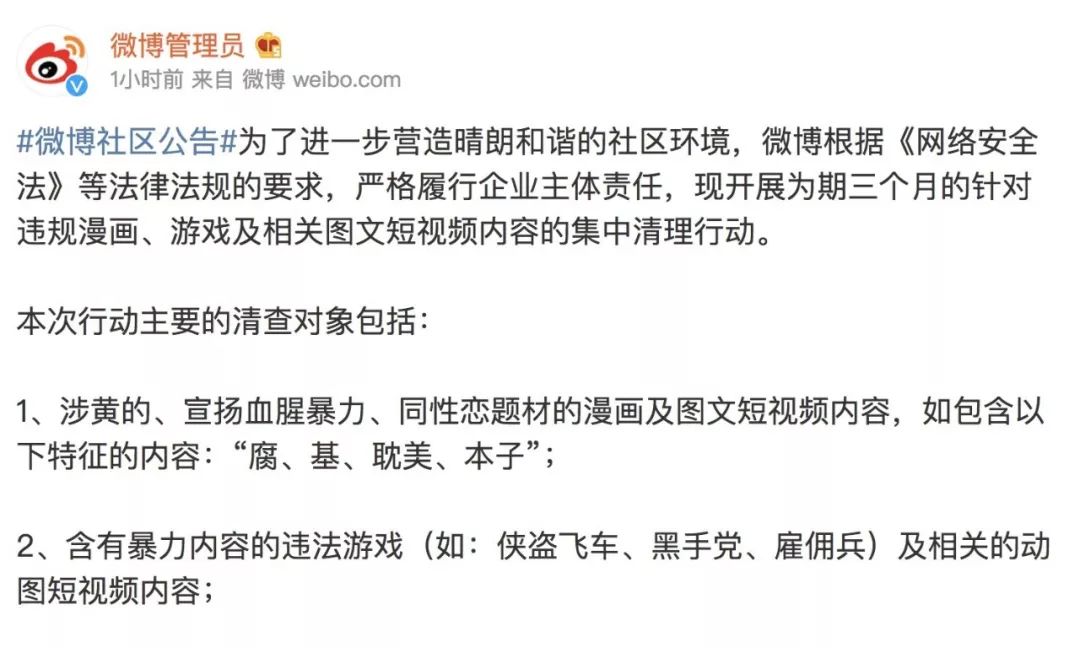 微博管理员
1小时前 来自 微博 weibo.com
#微博社区公告#为了进一步营造晴朗和谐的社区环境，微博根据《网络安全
法》等法律法规的要求，严格履行企业主体责任，现开展为期三个月的针对
违规漫画、游戏及相关图文短视频内容的集中清理行动。
本次行动主要的清查对象包括：
1、涉黄的、宣扬血腥暴力、同性恋题材的漫画及图文短视频内容，如包含以
下特征的内容：“腐、基、耽美、本子”；
2、含有暴力内容的违法游戏（如：侠盗飞车、黑手党、雇佣兵）及相关的动
图短视频内容；